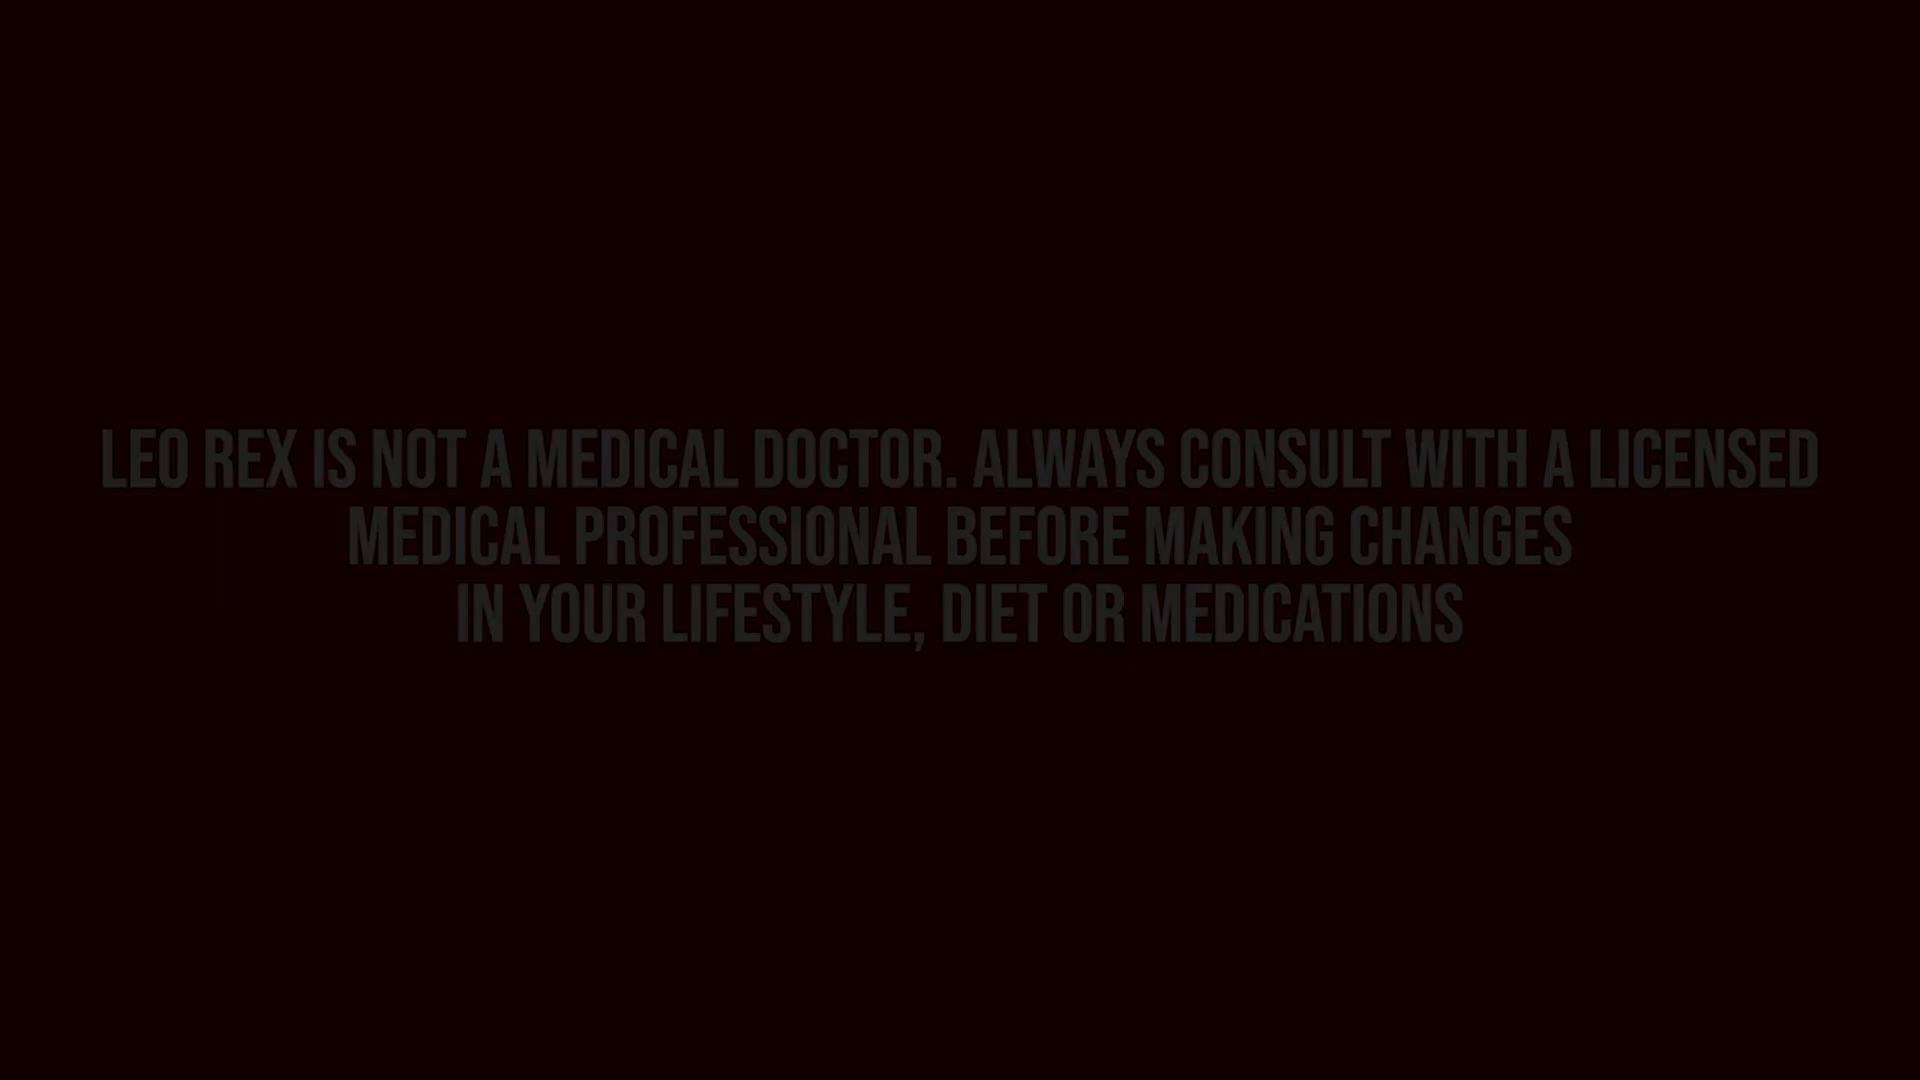 LEO REX IS NOT A MEDICAL DOCTOR. ALWAYS CONSULT WITH A LICENSED
MEDICAL PROFESSIONAL BEFORE MAKING CHANGES
IN YOUR LIFESTYLE, DIET OR MEDICATIONS